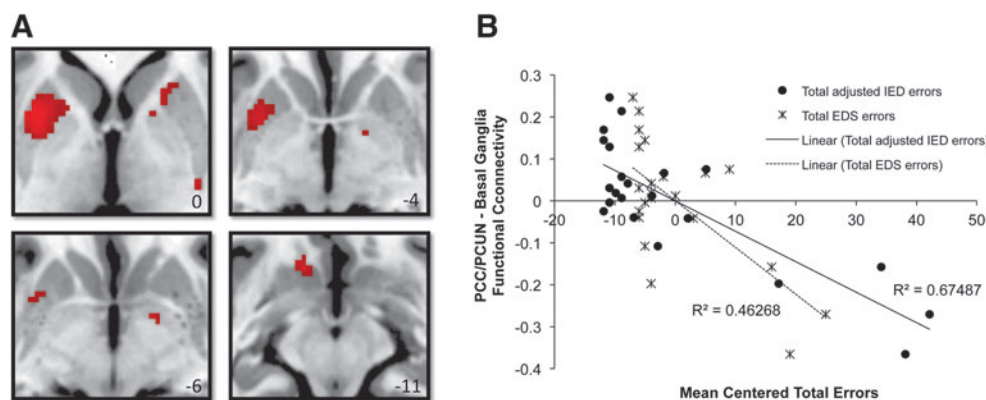 A
0
-4
-6
-11
B
PCC/PCUN - Basal Ganglia
Functional Cconnectivity
0.3
0.2
0.1
0
-0.1
-0.2
-0.3
-0.4
-20
-10
0
10
20
30
40
50
Total adjusted IED errors
Total EDS errors
Linear (Total adjusted IED errors)
Linear (Total EDS errors)
R² = 0.67487
R² = 0.46268
Mean Centered Total Errors